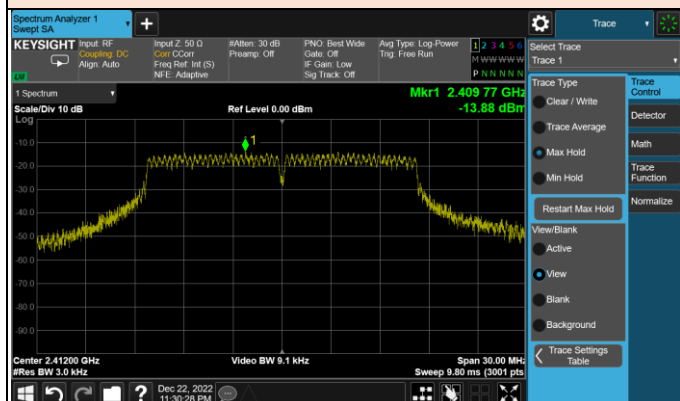 Spectrum Analyzer 1
Swept SA
+
Trace
KEYSIGHT
Input: RF
Coupling: DC
Align: Auto
Input Z: 50 Ω
Corr CCorr
Freq Ref: Int (S)
NFE: Adaptive
#Atten: 30 dB
Preamp: Off
PNO: Best Wide
Gate: Off
IF Gain: Low
Sig Track: Off
Avg Type: Log-Power
Trig: Free Run
1 2 3 4 5 6
M W W W W W
P N N N N N
LXI
Select Trace
Trace 1
1 Spectrum
Mkr1 2.409 77 GHz
-13.88 dBm
Scale/Div 10 dB
Ref Level 0.00 dBm
Log
1
-10.0
-20.0
-30.0
-40.0
-50.0
-60.0
-70.0
-80.0
-90.0
Center 2.41200 GHz
#Res BW 3.0 kHz
Video BW 9.1 kHz
Span 30.00 MHz
Sweep 9.80 ms (3001 pts
Trace Type
Clear / Write
Trace Average
Max Hold
Min Hold
Restart Max Hold
View/Blank
Active
View
Blank
Background
Trace Settings
Table
Trace
Control
Detector
Math
Trace
Function
Normalize
?
Dec 22, 2022
11:30:28 PM